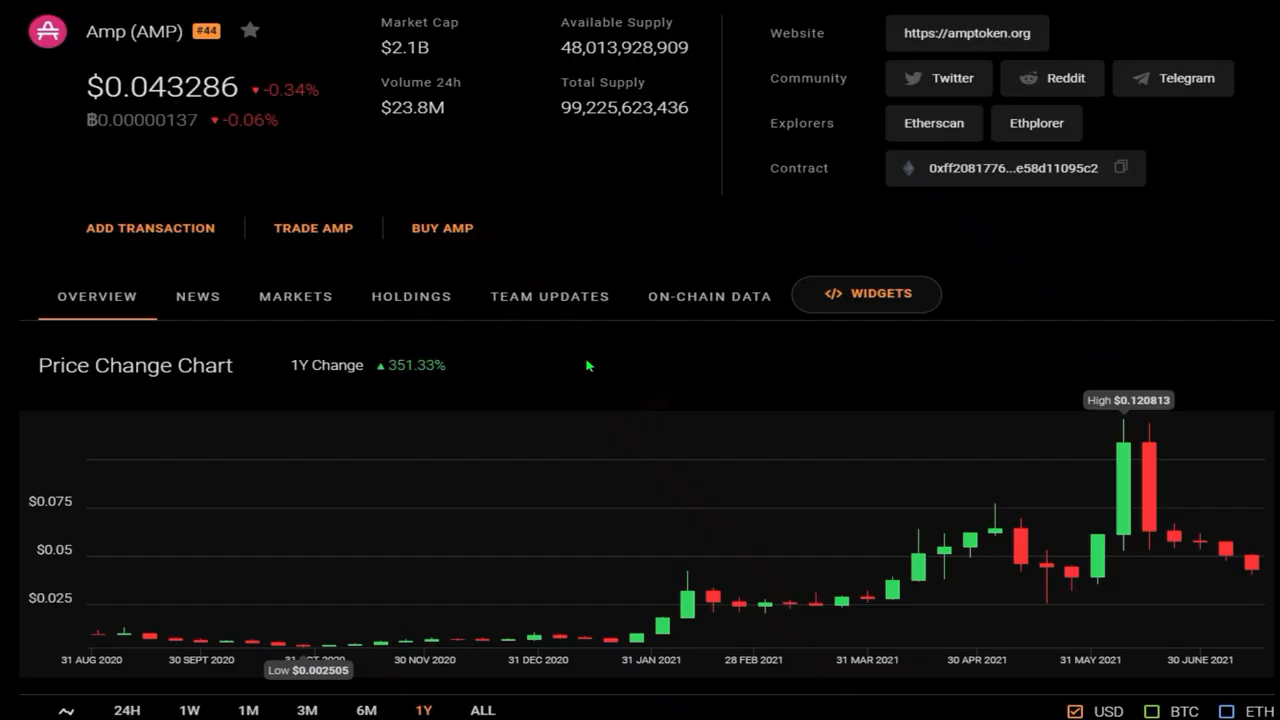 Amp (AMP) #44
$0.043286 -0.34%
฿0.00000137 -0.06%
Market Cap
$2.1B
Volume 24h
$23.8M
Available Supply
48,013,928,909
Total Supply
99,225,623,436
Website https://amptoken.org
Community Twitter Reddit Telegram
Explorers Etherscan Ethplorer
Contract 0xff2081776...e58d11095c2
ADD TRANSACTION TRADE AMP BUY AMP
OVERVIEW NEWS MARKETS HOLDINGS TEAM UPDATES ON-CHAIN DATA </> WIDGETS
Price Change Chart 1Y Change 351.33%
High $0.120813
$0.075
$0.05
$0.025
31 AUG 2020 30 SEPT 2020 30 NOV 2020 31 DEC 2020 31 JAN 2021 28 FEB 2021 31 MAR 2021 30 APR 2021 31 MAY 2021 30 JUNE 2021
Low $0.002505
24H 1W 1M 3M 6M 1Y ALL USD BTC ETH